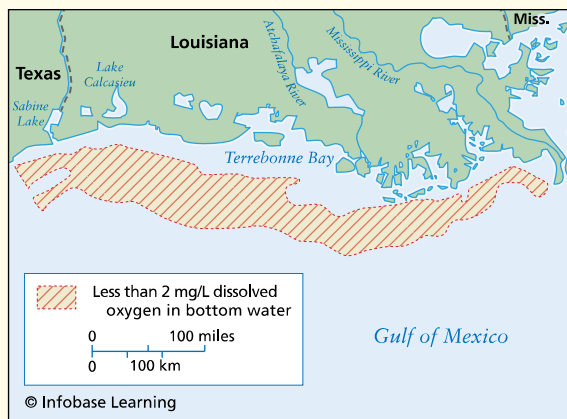 Miss.
Louisiana
Texas
Lake
Calcasieu
Sabine
Lake
Atchafalaya
River
Mississippi River
Terrebonne Bay
Less than 2 mg/L dissolved
oxygen in bottom water
0 100 miles
0 100 km
Gulf of Mexico
© Infobase Learning